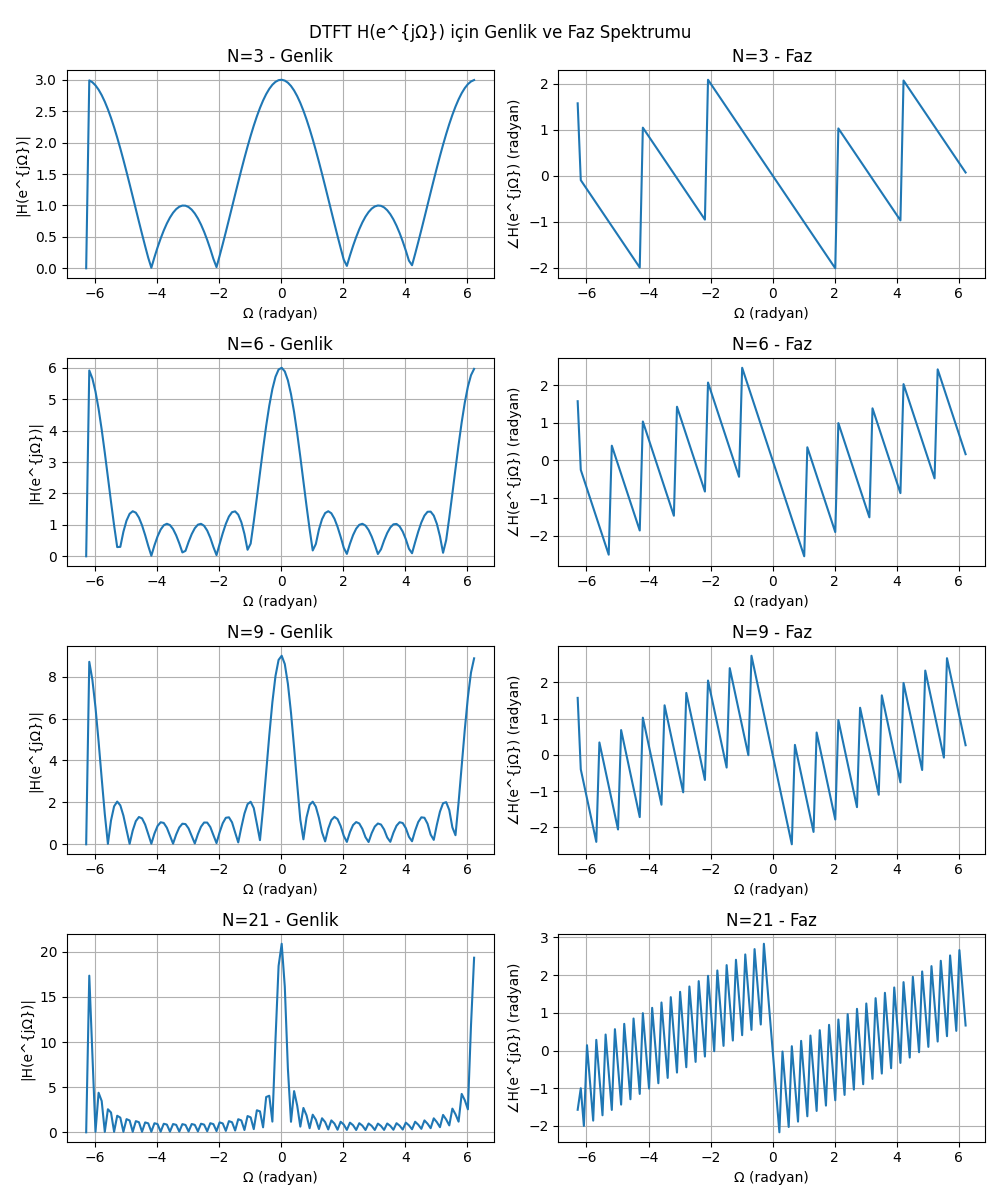 DTFT H(e^{jΩ}) için Genlik ve Faz Spektrumu
N=3 - Genlik
|H(e^{jΩ})|
3.0
2.5
2.0
1.5
1.0
0.5
0.0
−6 −4 −2 0 2 4 6
Ω (radyan)
N=3 - Faz
∠H(e^{jΩ}) (radyan)
2
1
0
−1
−2
−6 −4 −2 0 2 4 6
Ω (radyan)
N=6 - Genlik
|H(e^{jΩ})|
6
5
4
3
2
1
0
−6 −4 −2 0 2 4 6
Ω (radyan)
N=6 - Faz
∠H(e^{jΩ}) (radyan)
2
1
0
−1
−2
−6 −4 −2 0 2 4 6
Ω (radyan)
N=9 - Genlik
|H(e^{jΩ})|
8
6
4
2
0
−6 −4 −2 0 2 4 6
Ω (radyan)
N=9 - Faz
∠H(e^{jΩ}) (radyan)
2
1
0
−1
−2
−6 −4 −2 0 2 4 6
Ω (radyan)
N=21 - Genlik
|H(e^{jΩ})|
20
15
10
5
0
−6 −4 −2 0 2 4 6
Ω (radyan)
N=21 - Faz
∠H(e^{jΩ}) (radyan)
3
2
1
0
−1
−2
−6 −4 −2 0 2 4 6
Ω (radyan)